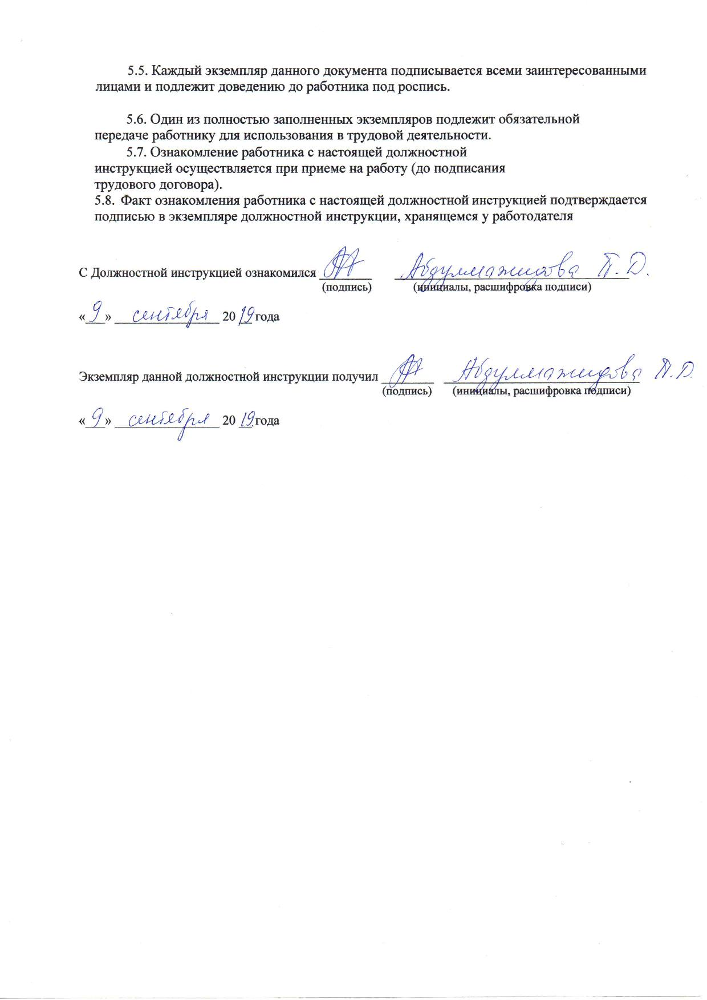 5.5. Каждый экземпляр данного документа подписывается всеми заинтересованными
лицами и подлежит доведению до работника под роспись.
5.6. Один из полностью заполненных экземпляров подлежит обязательной
передаче работнику для использования в трудовой деятельности.
5.7. Ознакомление работника с настоящей должностной
инструкцией осуществляется при приеме на работу (до подписания
трудового договора).
5.8. Факт ознакомления работника с настоящей должностной инструкцией подтверждается
подписью в экземпляре должностной инструкции, хранящемся у работодателя
С Должностной инструкцией ознакомился Абдулмажидова П.Д.
(подпись) (инициалы, расшифровка подписи)
«9» сентября 2019 года
Экземпляр данной должностной инструкции получил Абдулмажидова П.Д.
(подпись) (инициалы, расшифровка подписи)
«9» сентября 2019 года